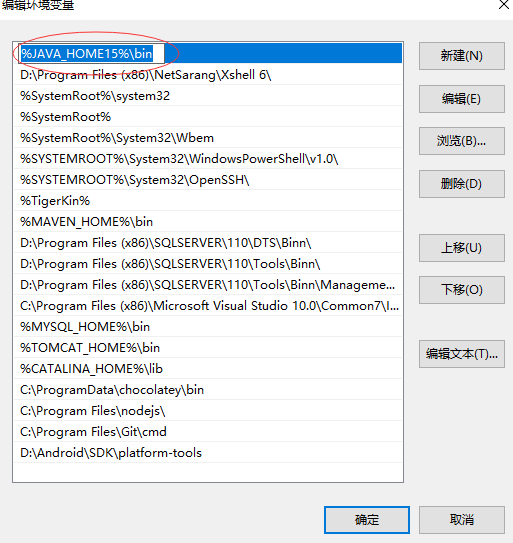 编辑环境变量
%JAVA_HOME15%\bin
D:\Program Files (x86)\NetSarang\Xshell 6\
%SystemRoot%\system32
%SystemRoot%
%SystemRoot%\System32\Wbem
%SYSTEMROOT%\System32\WindowsPowerShell\v1.0\
%SYSTEMROOT%\System32\OpenSSH\
%TigerKin%
%MAVEN_HOME%\bin
D:\Program Files (x86)\SQLSERVER\110\DTS\Binn\
D:\Program Files (x86)\SQLSERVER\110\Tools\Binn\
D:\Program Files (x86)\SQLSERVER\110\Tools\Binn\Manageme...
C:\Program Files (x86)\Microsoft Visual Studio 10.0\Common7\I...
%MYSQL_HOME%\bin
%TOMCAT_HOME%\bin
%CATALINA_HOME%\lib
C:\ProgramData\chocolatey\bin
C:\Program Files\nodejs\
C:\Program Files\Git\cmd
D:\Android\SDK\platform-tools
新建(N)
编辑(E)
浏览(B)...
删除(D)
上移(U)
下移(O)
编辑文本(T)...
确定
取消